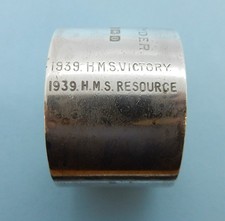 1939. H.M.S. VICTORY.
1939. H.M.S. RESOURCE